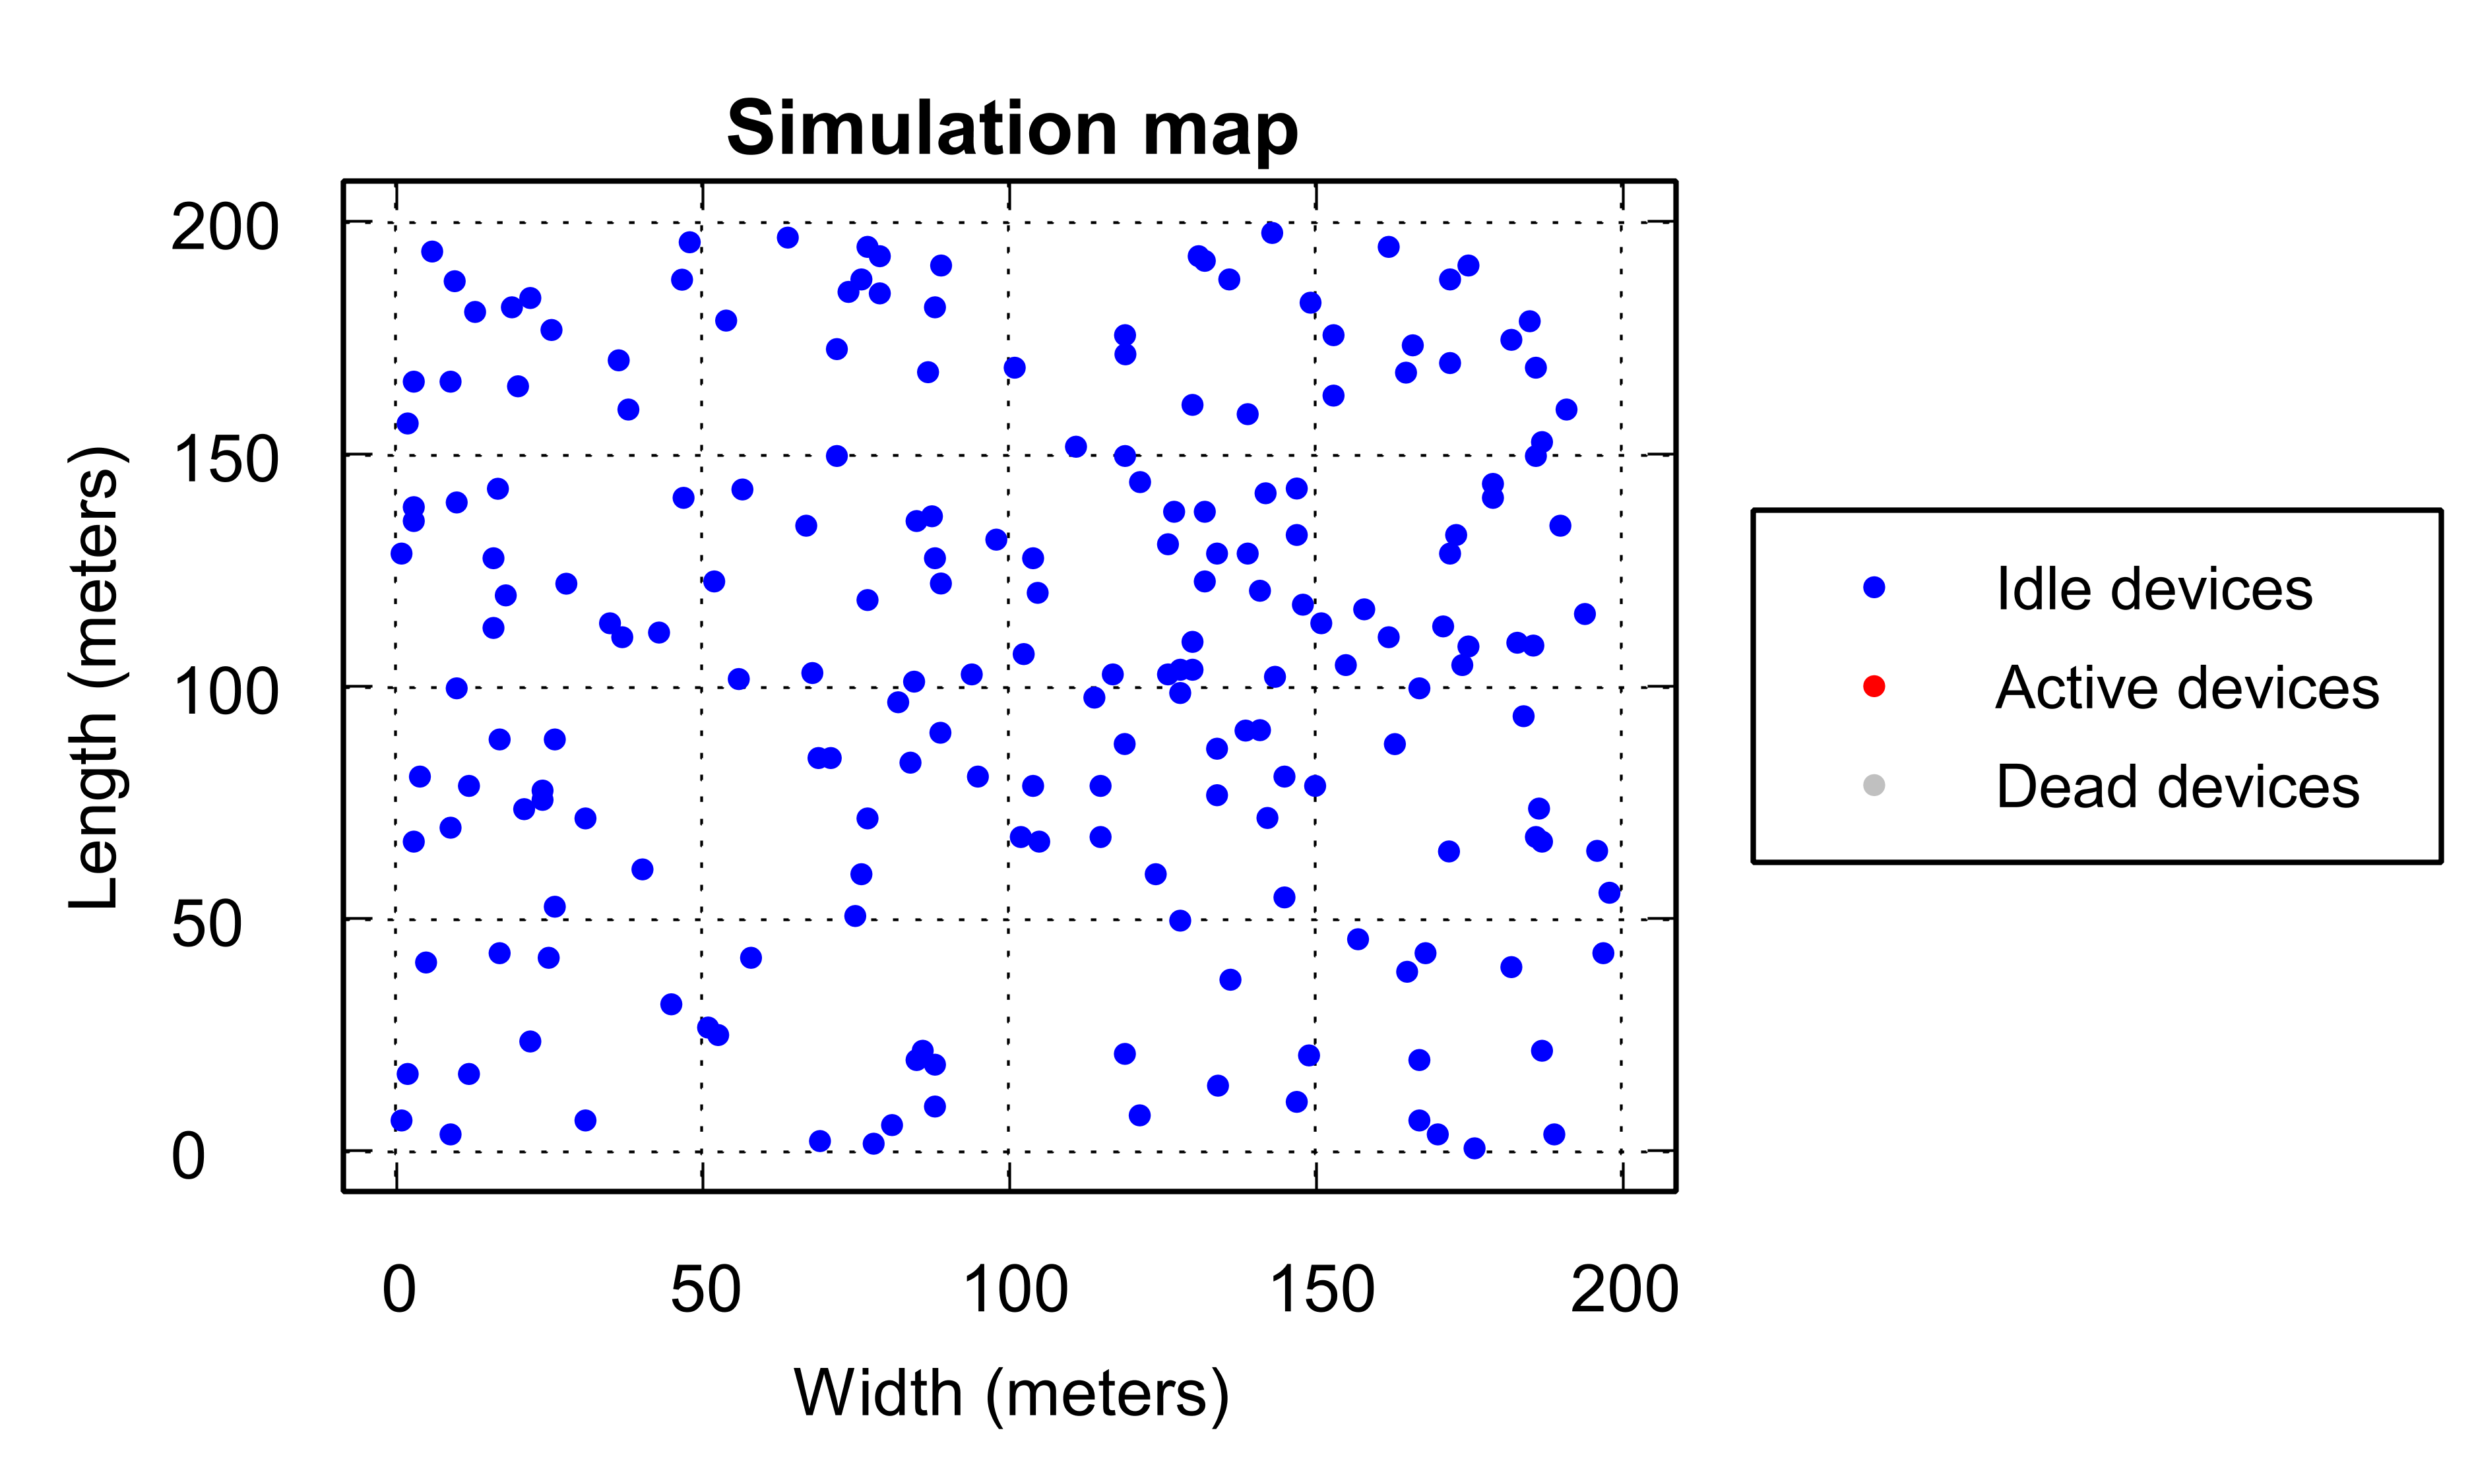 Simulation map
200
150
100
50
0
Length (meters)
0 50 100 150 200
Width (meters)
Idle devices
Active devices
Dead devices